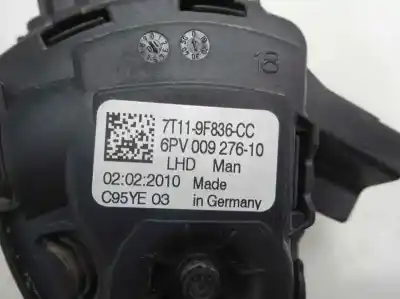 18
7T11-9F836-CC
6PV 009 276-10
LHD Man
02:02:2010 Made
C95YE 03 in Germany